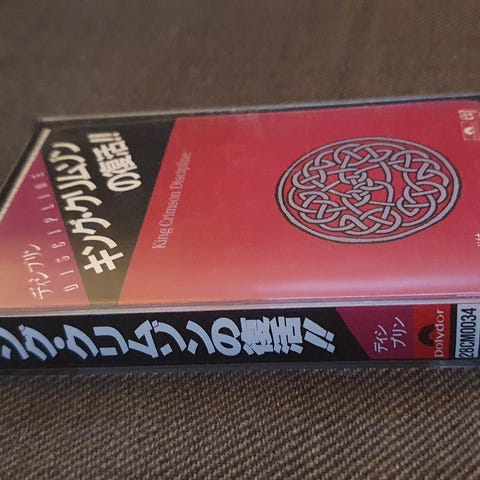 ディシプリン
DISCIPLINE
キング・クリムゾン
の復活!!
King Crimson Discipline
ング・クリムゾンの復活!!
ディシ
プリン
Polydor
28CM0034